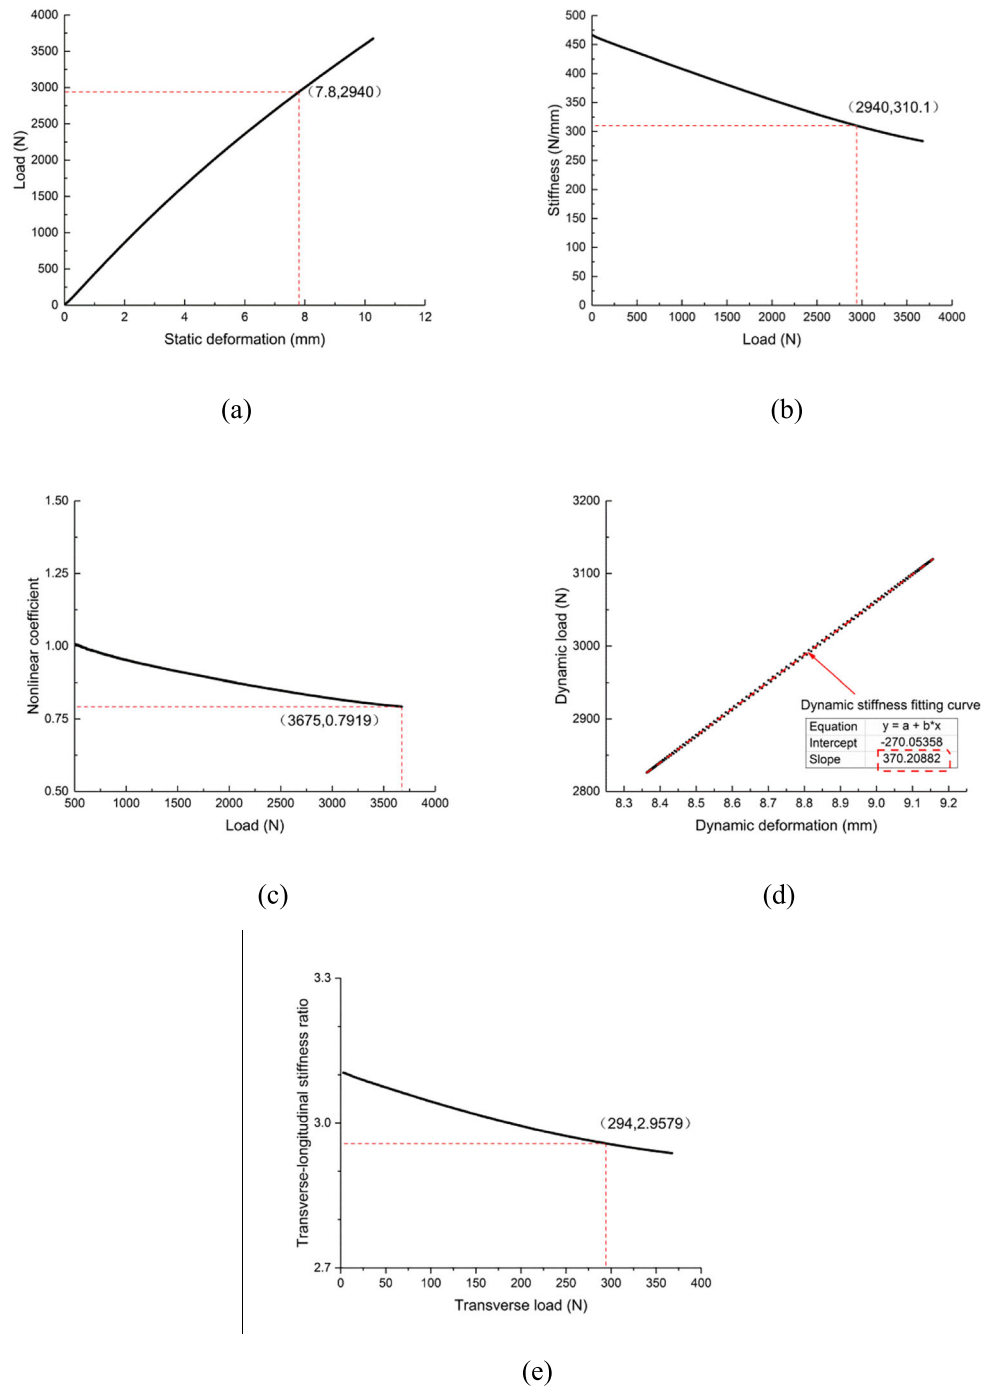 4000
3500
3000
2500
2000
1500
1000
500
0
Load (N)
(7.8,2940)
0 2 4 6 8 10 12
Static deformation (mm)
(a)
500
450
400
350
300
250
200
150
100
50
0
Stiffness (N/mm)
(2940,310.1)
0 500 1000 1500 2000 2500 3000 3500 4000
Load (N)
(b)
1.50
1.25
1.00
0.75
0.50
Nonlinear coefficient
(3675,0.7919)
500 1000 1500 2000 2500 3000 3500 4000
Load (N)
(c)
3200
3100
3000
2900
2800
Dynamic load (N)
Dynamic stiffness fitting curve
Equation y = a + b*x
Intercept -270.05358
Slope 370.20882
8.3 8.4 8.5 8.6 8.7 8.8 8.9 9.0 9.1 9.2
Dynamic deformation (mm)
(d)
3.3
3.0
2.7
Transverse-longitudinal stiffness ratio
(294,2.9579)
0 50 100 150 200 250 300 350 400
Transverse load (N)
(e)